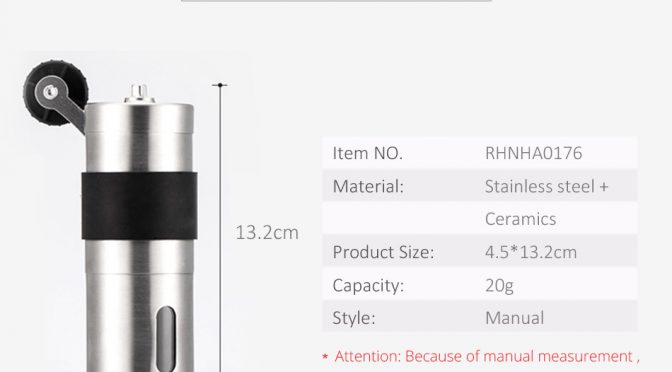 13.2cm
Item NO. RHNHA0176
Material: Stainless steel +
Ceramics
Product Size: 4.5*13.2cm
Capacity: 20g
Style: Manual
* Attention: Because of manual measurement ,